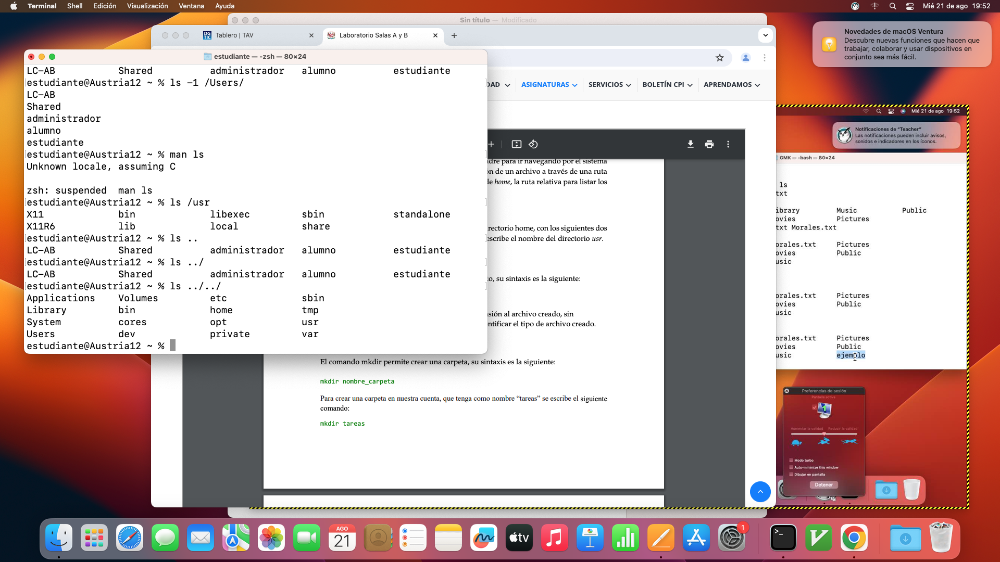 Terminal Shell Edición Visualización Ventana Ayuda
Mié 21 de ago 19:52
Sin título — Modificado
Tablero | TAV
Laboratorio Salas A y B
estudiante — -zsh — 80×24
LC-AB Shared administrador alumno estudiante
estudiante@Austria12 ~ % ls -1 /Users/
LC-AB
Shared
administrador
alumno
estudiante
estudiante@Austria12 ~ % man ls
Unknown locale, assuming C
zsh: suspended man ls
estudiante@Austria12 ~ % ls /usr
X11 bin libexec sbin standalone
X11R6 lib local share
estudiante@Austria12 ~ % ls ..
LC-AB Shared administrador alumno estudiante
estudiante@Austria12 ~ % ls ../
LC-AB Shared administrador alumno estudiante
estudiante@Austria12 ~ % ls ../../
Applications Volumes etc sbin
Library bin home tmp
System cores opt usr
Users dev private var
estudiante@Austria12 ~ %
DAD ASIGNATURAS SERVICIOS BOLETÍN CPI APRENDAMOS
dre para ir navegando por el sistema
ón de un archivo a través de una ruta
de home, la ruta relativa para listar los
rectorio home, con los siguientes dos
escribe el nombre del directorio usr.
to, su sintaxis es la siguiente:
nsión al archivo creado, sin
entificar el tipo de archivo creado.
El comando mkdir permite crear una carpeta, su sintaxis es la siguiente:
mkdir nombre_carpeta
Para crear una carpeta en nuestra cuenta, que tenga como nombre “tareas” se escribe el siguiente
comando:
mkdir tareas
Novedades de macOS Ventura
Descubre nuevas funciones que hacen que
trabajar, colaborar y usar dispositivos en
conjunto sea más fácil.
Mié 21 de ago 19:52
Notificaciones de “Teacher”
Las notificaciones pueden incluir avisos,
sonidos e indicadores en los íconos.
GMK — -bash — 80×24
ls
txt
ibrary Music Public
ovies Pictures
txt Morales.txt
orales.txt Pictures
ovies Public
usic
orales.txt Pictures
ovies Public
usic
orales.txt Pictures
ovies Public
usic ejemplo
Preferencias de sesión
Pantalla activa
1
Aumentar la calidad Reducir la calidad
Modo turbo
Auto-minimize this window
Dibujar en pantalla
Detener
AGO
21
tv
1